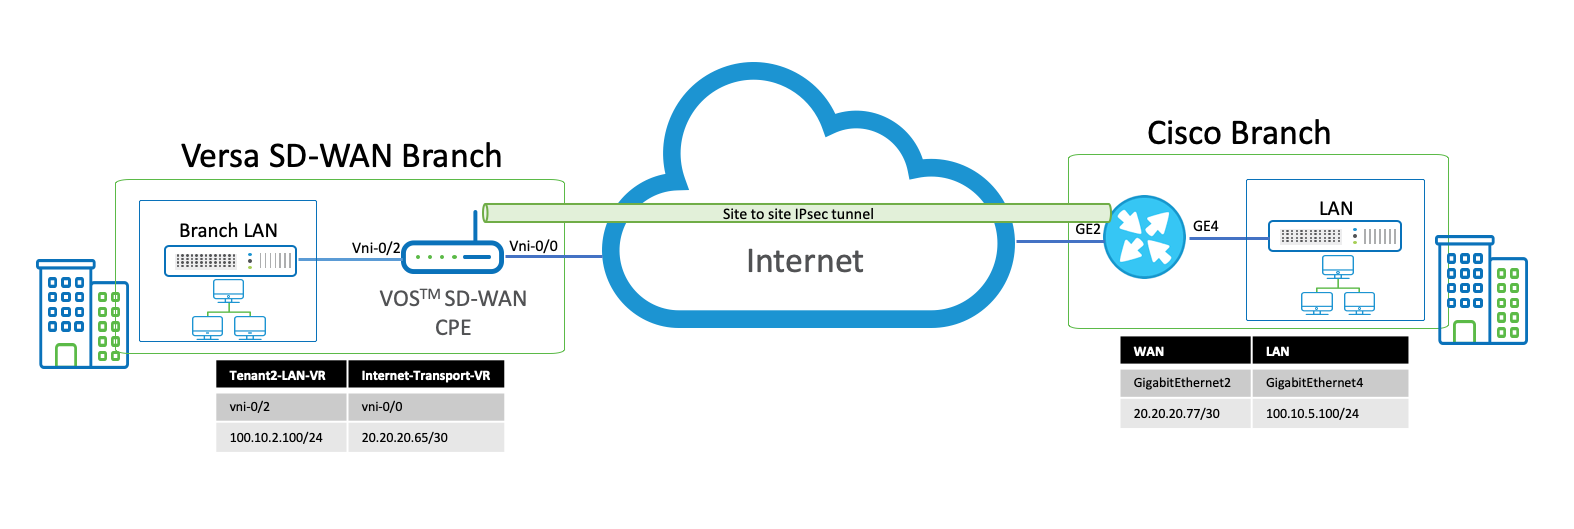 Versa SD-WAN Branch
Cisco Branch
Branch LAN
Vni-0/2
Vni-0/0
VOS™ SD-WAN
CPE
Site to site IPsec tunnel
Internet
GE2
GE4
LAN
Tenant2-LAN-VR Internet-Transport-VR
vni-0/2 vni-0/0
100.10.2.100/24 20.20.20.65/30
WAN LAN
GigabitEthernet2 GigabitEthernet4
20.20.20.77/30 100.10.5.100/24